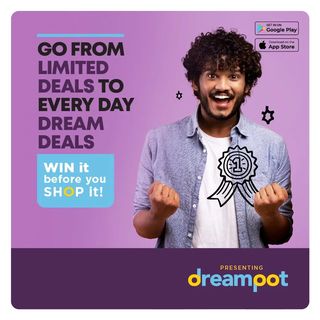 GET IT ON
Google Play
Download on the
App Store
GO FROM
LIMITED
DEALS TO
EVERY DAY
DREAM
DEALS
WIN it
before you
SHOP it!
1
PRESENTING
dreampot